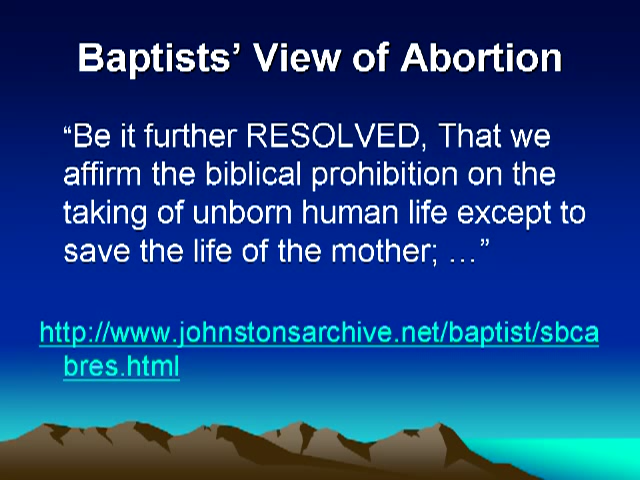 Baptists’ View of Abortion
“Be it further RESOLVED, That we
affirm the biblical prohibition on the
taking of unborn human life except to
save the life of the mother; …”
http://www.johnstonsarchive.net/baptist/sbca
bres.html